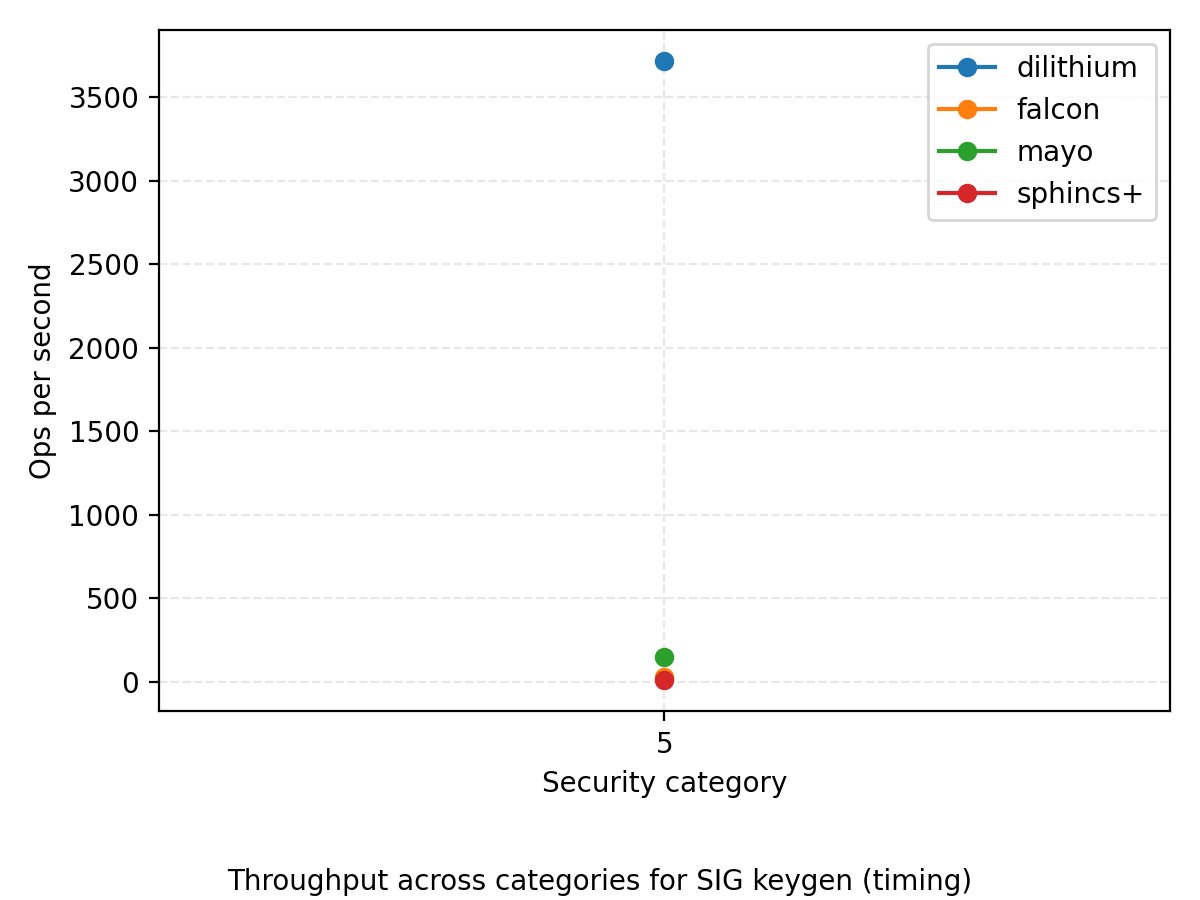 3500
3000
2500
2000
1500
1000
500
0
Ops per second
dilithium
falcon
mayo
sphincs+
5
Security category
Throughput across categories for SIG keygen (timing)